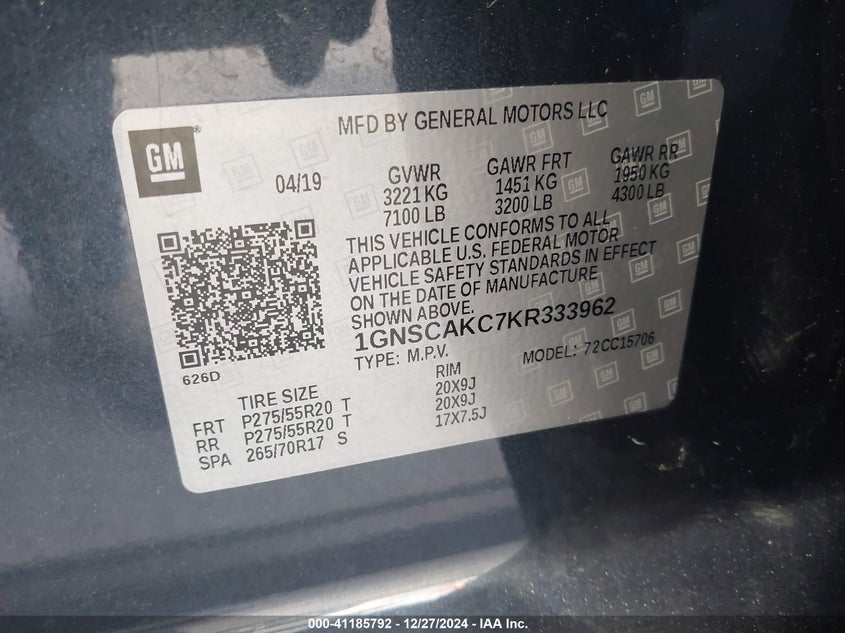 MFD BY GENERAL MOTORS LLC
GM
04/19
GVWR
3221 KG
7100 LB
GAWR FRT
1451 KG
3200 LB
GAWR RR
1950 KG
4300 LB
THIS VEHICLE CONFORMS TO ALL
APPLICABLE U.S. FEDERAL MOTOR
VEHICLE SAFETY STANDARDS IN EFFECT
ON THE DATE OF MANUFACTURE
SHOWN ABOVE.
1GNSCAKC7KR333962
TYPE: M.P.V. MODEL: 72CC15706
626D
TIRE SIZE RIM
FRT P275/55R20 T 20X9J
RR P275/55R20 T 20X9J
SPA 265/70R17 S 17X7.5J
000-41185792 - 12/27/2024 - IAA Inc.